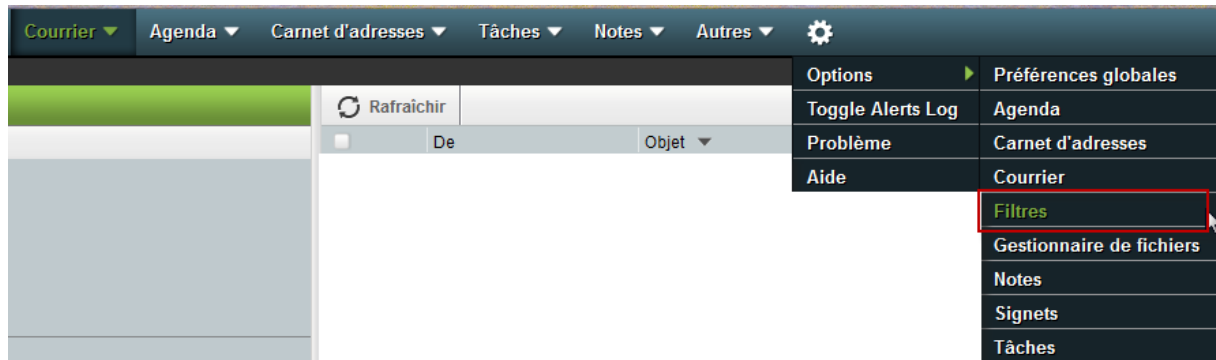 Courrier Agenda Carnet d'adresses Tâches Notes Autres
Options Préférences globales
Rafraîchir Toggle Alerts Log Agenda
De Objet Problème Carnet d'adresses
Aide Courrier
Filtres
Gestionnaire de fichiers
Notes
Signets
Tâches